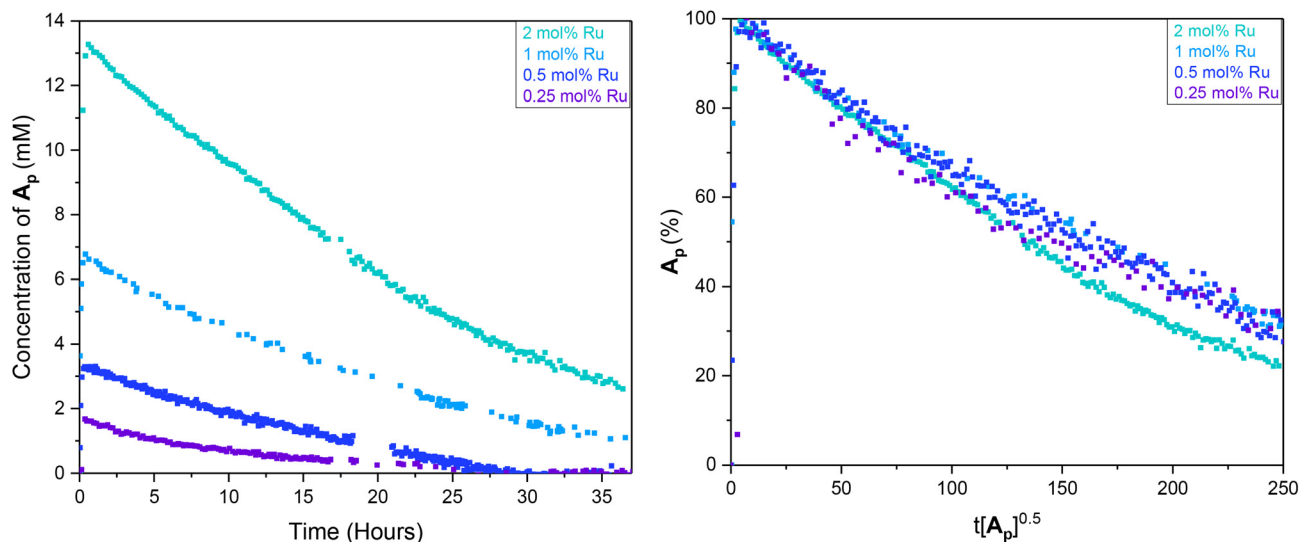 14
12
10
8
6
4
2
0
Concentration of Ap (mM)
0 5 10 15 20 25 30 35
Time (Hours)
2 mol% Ru
1 mol% Ru
0.5 mol% Ru
0.25 mol% Ru
100
80
60
40
20
0
Ap (%)
0 50 100 150 200 250
t[Ap]0.5
2 mol% Ru
1 mol% Ru
0.5 mol% Ru
0.25 mol% Ru